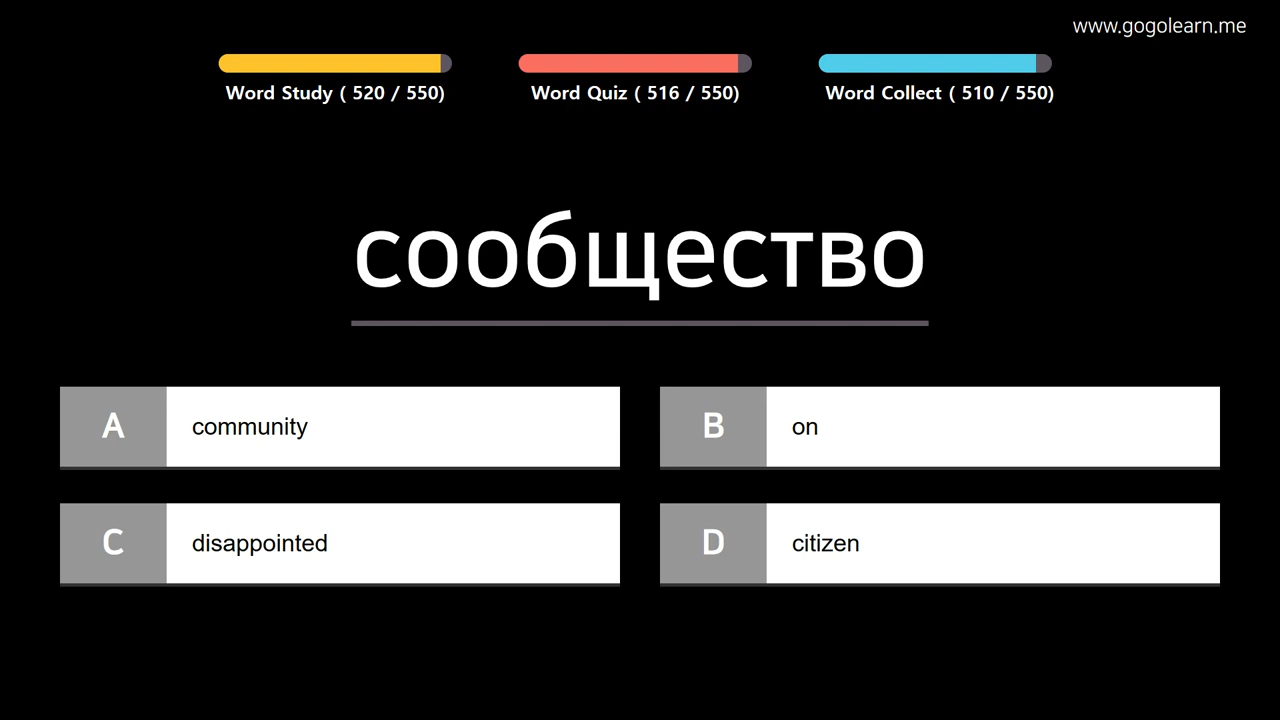 www.gogolearn.me
Word Study ( 520 / 550)
Word Quiz ( 516 / 550)
Word Collect ( 510 / 550)
сообщество
A community
B on
C disappointed
D citizen